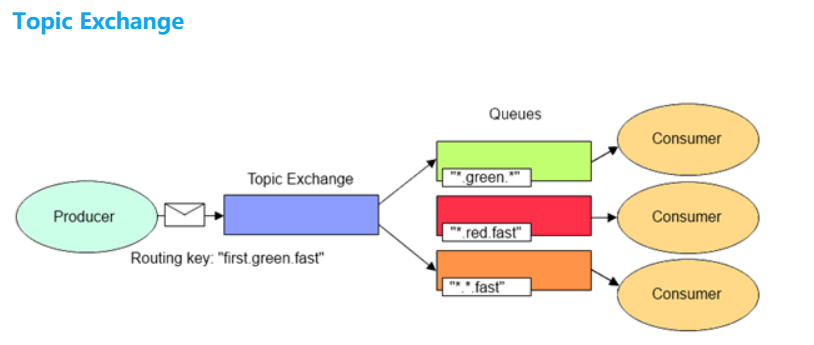 Topic Exchange
Queues
Consumer
"*.green.*"
Topic Exchange
Producer
"*.red.fast"
Consumer
Routing key: "first.green.fast"
"*.*.fast"
Consumer